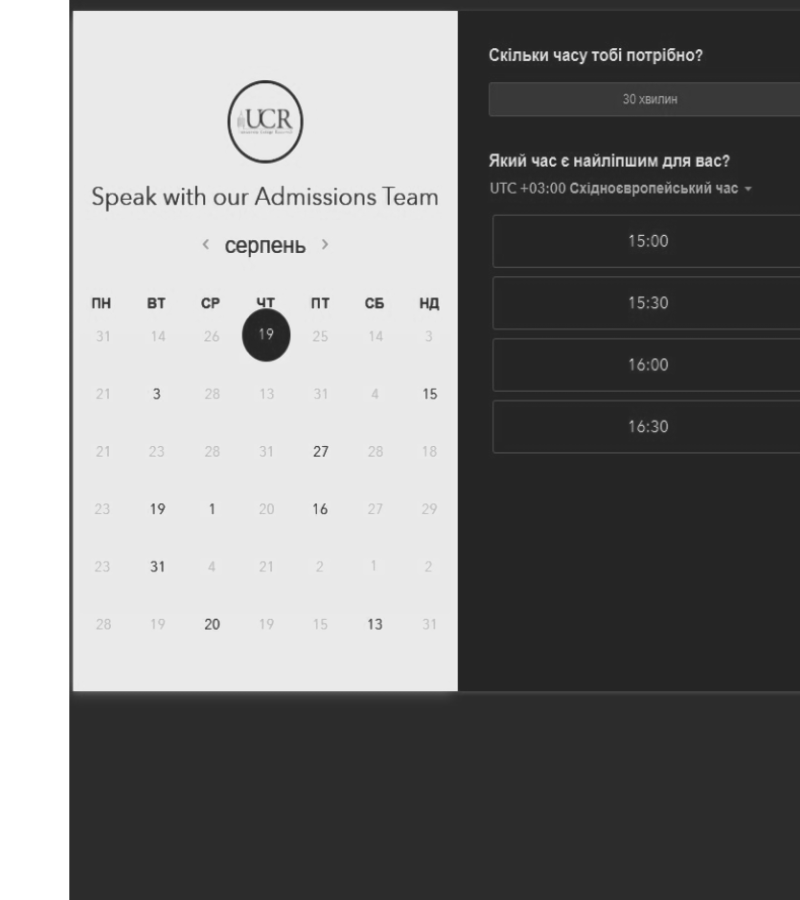 UCR
Speak with our Admissions Team
‹ серпень ›
ПН ВТ СР ЧТ ПТ СБ НД
31 14 26 19 25 14 3
21 3 28 13 31 4 15
21 23 28 31 27 28 18
23 19 1 20 16 27 29
23 31 4 21 2 1 2
28 19 20 19 15 13 31
Скільки часу тобі потрібно?
30 хвилин
Який час є найліпшим для вас?
UTC +03:00 Східноєвропейський час
15:00
15:30
16:00
16:30